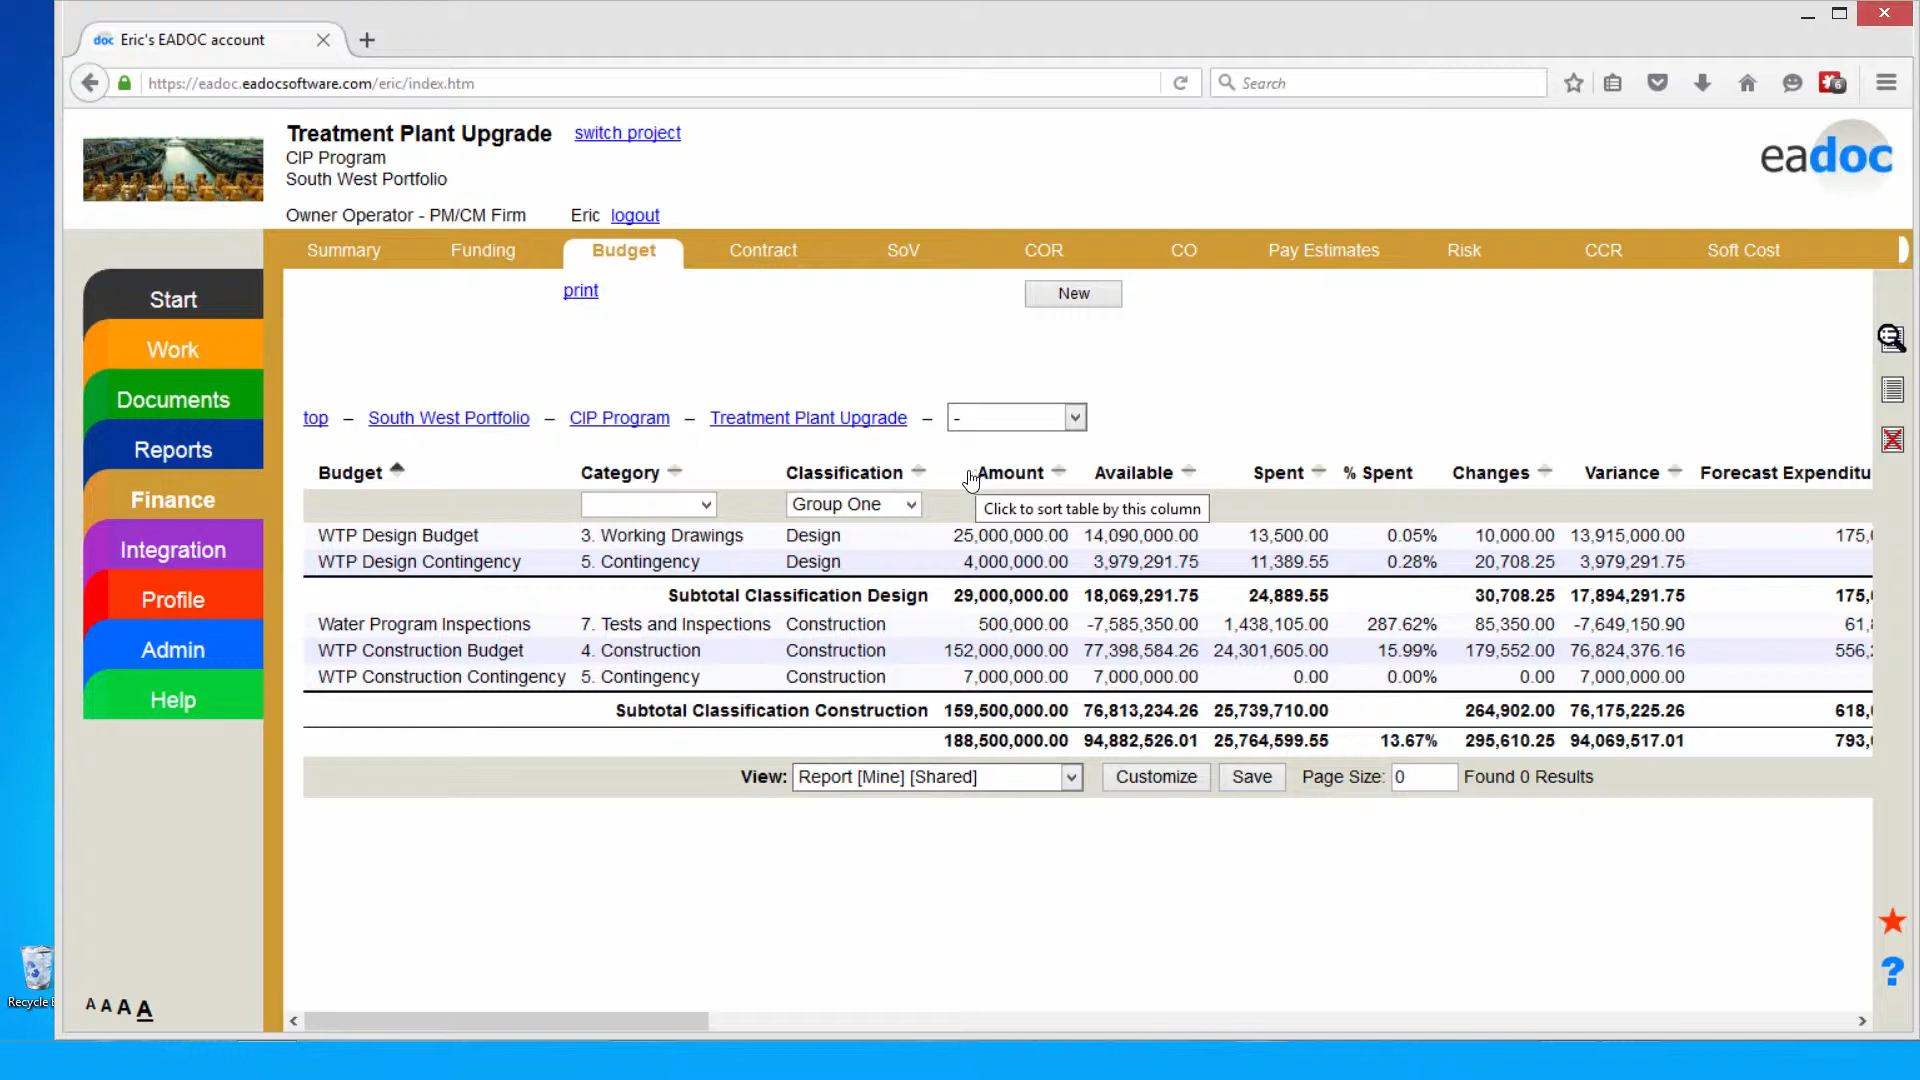 doc Eric's EADOC account
https://eadoc.eadocsoftware.com/eric/index.htm
Search
6
Treatment Plant Upgrade switch project
CIP Program
South West Portfolio
Owner Operator - PM/CM Firm Eric logout
eadoc
Summary Funding Budget Contract SoV COR CO Pay Estimates Risk CCR Soft Cost
print New
Start
Work
Documents
Reports
Finance
Integration
Profile
Admin
Help
top – South West Portfolio – CIP Program – Treatment Plant Upgrade – -
Budget Category Classification Amount Available Spent % Spent Changes Variance Forecast Expenditu
Group One
Click to sort table by this column
WTP Design Budget 3. Working Drawings Design 25,000,000.00 14,090,000.00 13,500.00 0.05% 10,000.00 13,915,000.00 175,
WTP Design Contingency 5. Contingency Design 4,000,000.00 3,979,291.75 11,389.55 0.28% 20,708.25 3,979,291.75
Subtotal Classification Design 29,000,000.00 18,069,291.75 24,889.55 30,708.25 17,894,291.75 175,
Water Program Inspections 7. Tests and Inspections Construction 500,000.00 -7,585,350.00 1,438,105.00 287.62% 85,350.00 -7,649,150.90 61,
WTP Construction Budget 4. Construction Construction 152,000,000.00 77,398,584.26 24,301,605.00 15.99% 179,552.00 76,824,376.16 556,
WTP Construction Contingency 5. Contingency Construction 7,000,000.00 7,000,000.00 0.00 0.00% 0.00 7,000,000.00
Subtotal Classification Construction 159,500,000.00 76,813,234.26 25,739,710.00 264,902.00 76,175,225.26 618,
188,500,000.00 94,882,526.01 25,764,599.55 13.67% 295,610.25 94,069,517.01 793,
View: Report [Mine] [Shared] Customize Save Page Size: 0 Found 0 Results
Recycle
A A A A
?